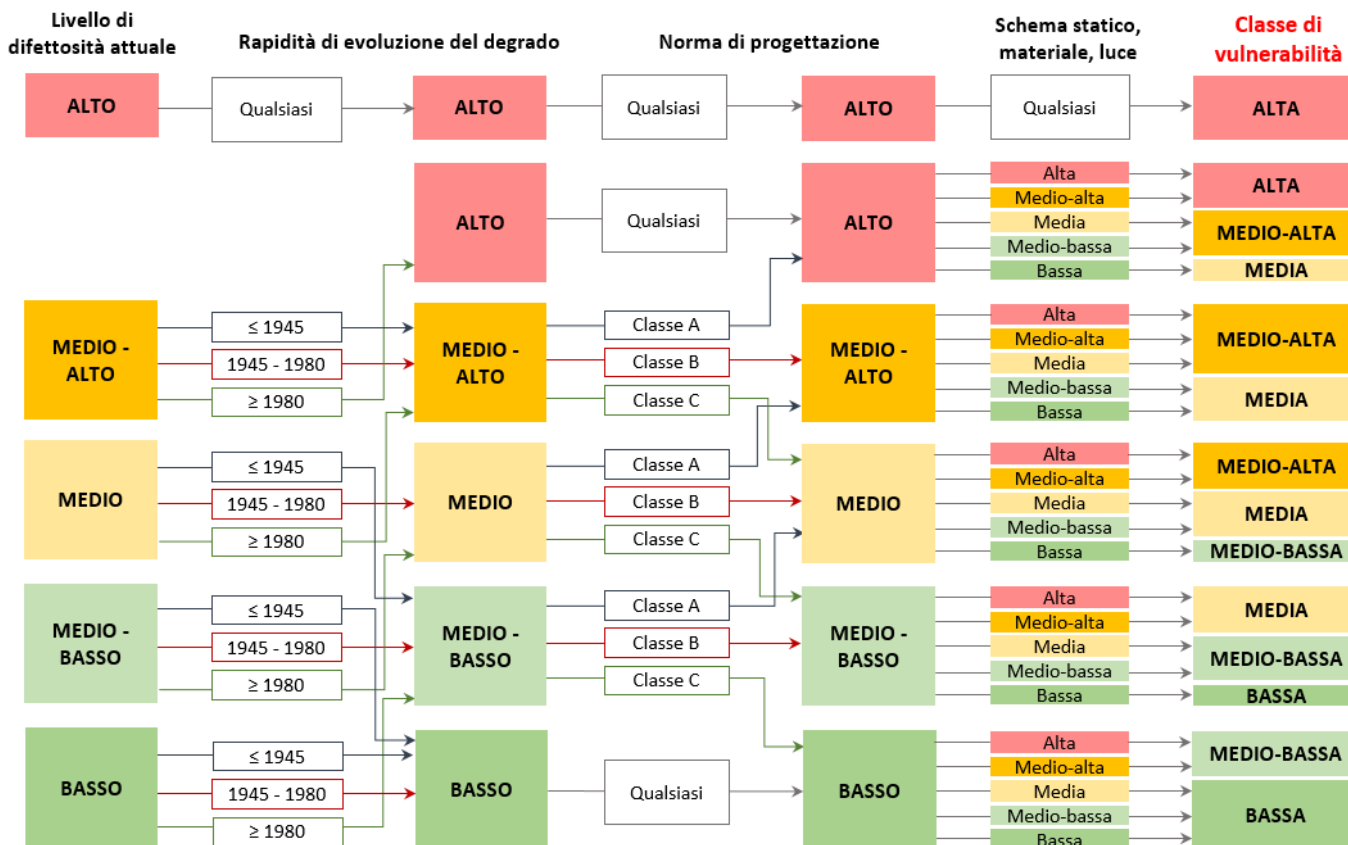 Livello di
difettosità attuale
Rapidità di evoluzione del degrado
Norma di progettazione
Schema statico,
materiale, luce
Classe di
vulnerabilità
ALTO
Qualsiasi
ALTO
Qualsiasi
ALTO
Qualsiasi
ALTA
ALTO
Qualsiasi
ALTO
Alta
Medio-alta
Media
Medio-bassa
Bassa
ALTA
MEDIO-ALTA
MEDIA
MEDIO -
ALTO
≤ 1945
1945 - 1980
≥ 1980
MEDIO -
ALTO
Classe A
Classe B
Classe C
MEDIO -
ALTO
Alta
Medio-alta
Media
Medio-bassa
Bassa
MEDIO-ALTA
MEDIA
MEDIO
≤ 1945
1945 - 1980
≥ 1980
MEDIO
Classe A
Classe B
Classe C
MEDIO
Alta
Medio-alta
Media
Medio-bassa
Bassa
MEDIO-ALTA
MEDIA
MEDIO-BASSA
MEDIO -
BASSO
≤ 1945
1945 - 1980
≥ 1980
MEDIO -
BASSO
Classe A
Classe B
Classe C
MEDIO -
BASSO
Alta
Medio-alta
Media
Medio-bassa
Bassa
MEDIA
MEDIO-BASSA
BASSA
BASSO
≤ 1945
1945 - 1980
≥ 1980
BASSO
Qualsiasi
BASSO
Alta
Medio-alta
Media
Medio-bassa
Bassa
MEDIO-BASSA
BASSA